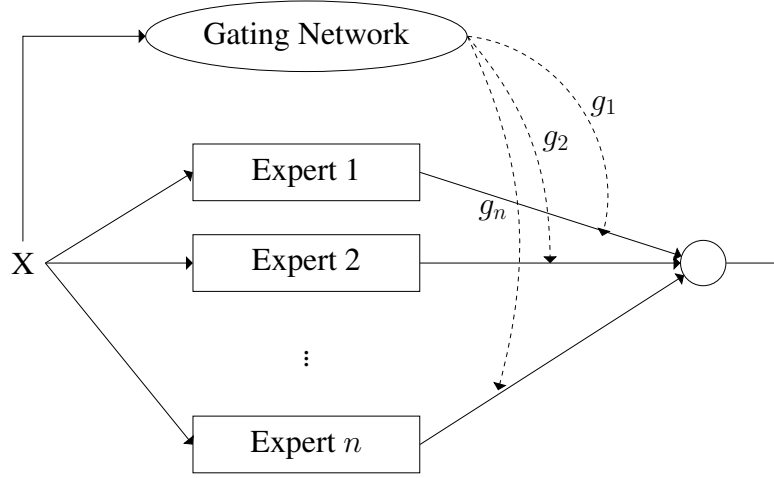 Gating Network
g₁
g₂
Expert 1
gₙ
X
Expert 2
⋮
Expert n